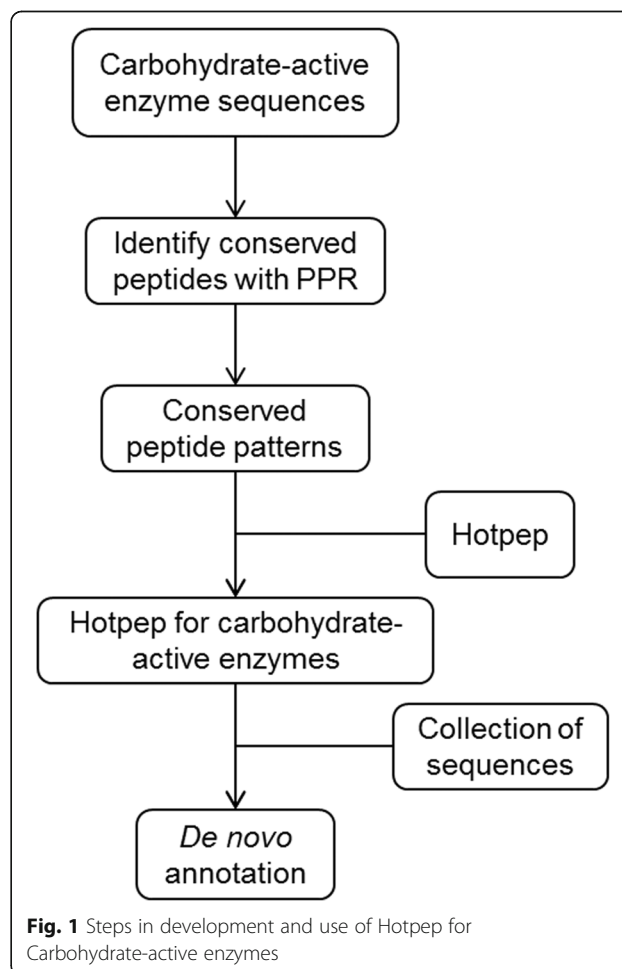 Carbohydrate-active
enzyme sequences
Identify conserved
peptides with PPR
Conserved
peptide patterns
Hotpep
Hotpep for carbohydrate-
active enzymes
Collection of
sequences
De novo
annotation
Fig. 1 Steps in development and use of Hotpep for
Carbohydrate-active enzymes